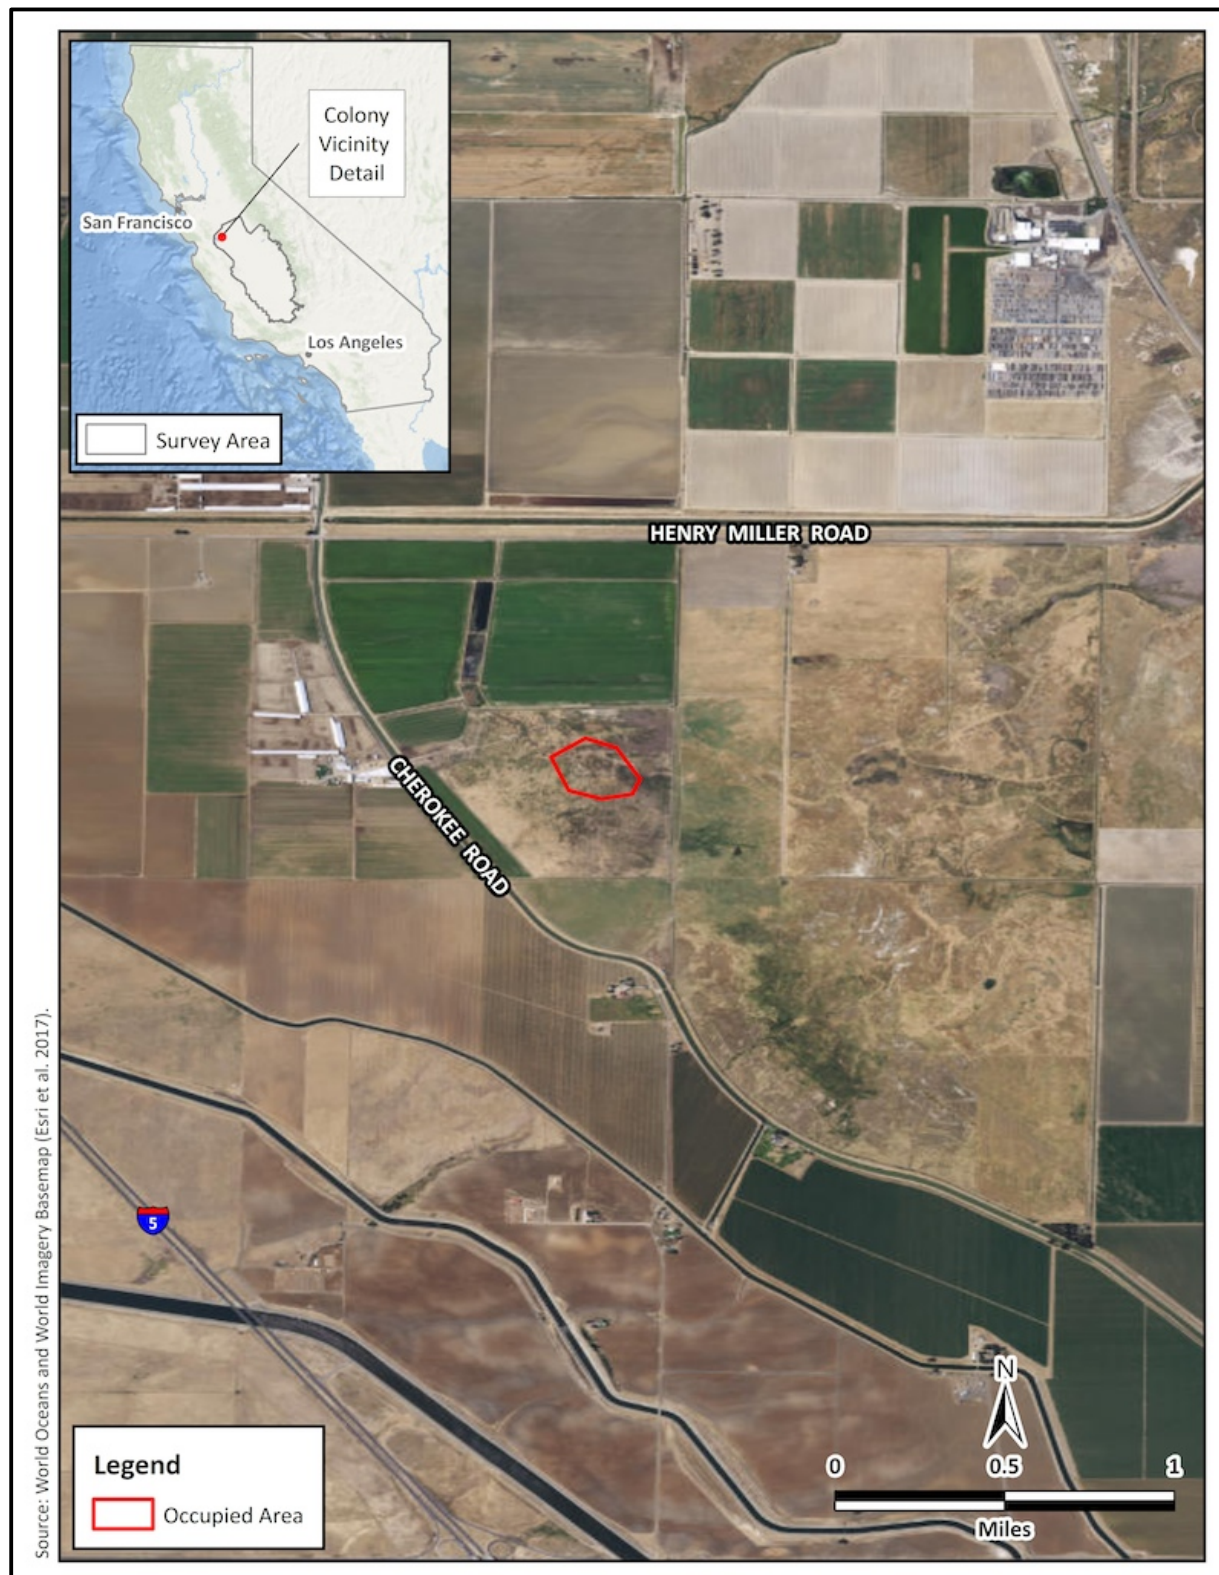 Colony
Vicinity
Detail
San Francisco
Los Angeles
Survey Area
HENRY MILLER ROAD
CHEROKEE ROAD
5
Source: World Oceans and World Imagery Basemap (Esri et al. 2017).
Legend
Occupied Area
N
0 0.5 1
Miles